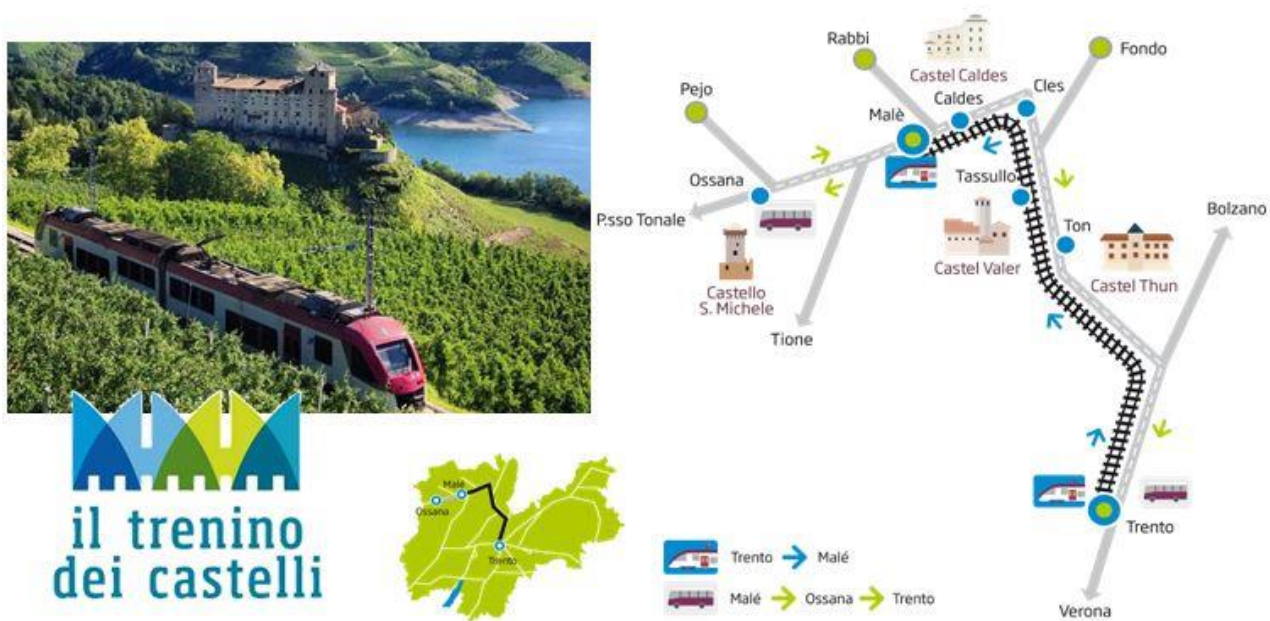 il trenino
dei castelli
Malé
Ossana
Trento
Rabbi
Castel Caldes
Fondo
Pejo
Caldes
Cles
Malè
Ossana
Tassullo
P.sso Tonale
Ton
Bolzano
Castel Valer
Castel Thun
Castello
S. Michele
Tione
Trento
Verona
Trento → Malé
Malé → Ossana → Trento